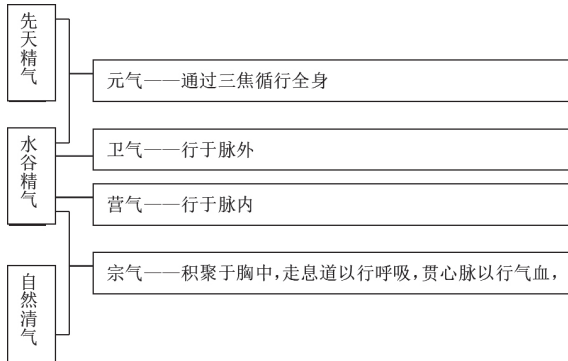 先天精气
元气——通过三焦循行全身
水谷精气
卫气——行于脉外
营气——行于脉内
自然清气
宗气——积聚于胸中，走息道以行呼吸，贯心脉以行气血，